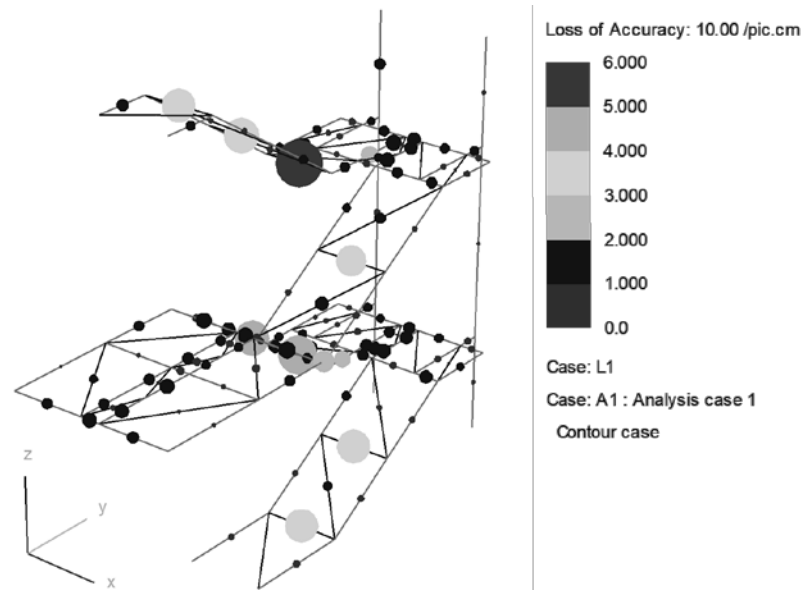 Loss of Accuracy: 10.00 /pic.cm
6.000
5.000
4.000
3.000
2.000
1.000
0.0
Case: L1
Case: A1 : Analysis case 1
Contour case
z
y
x